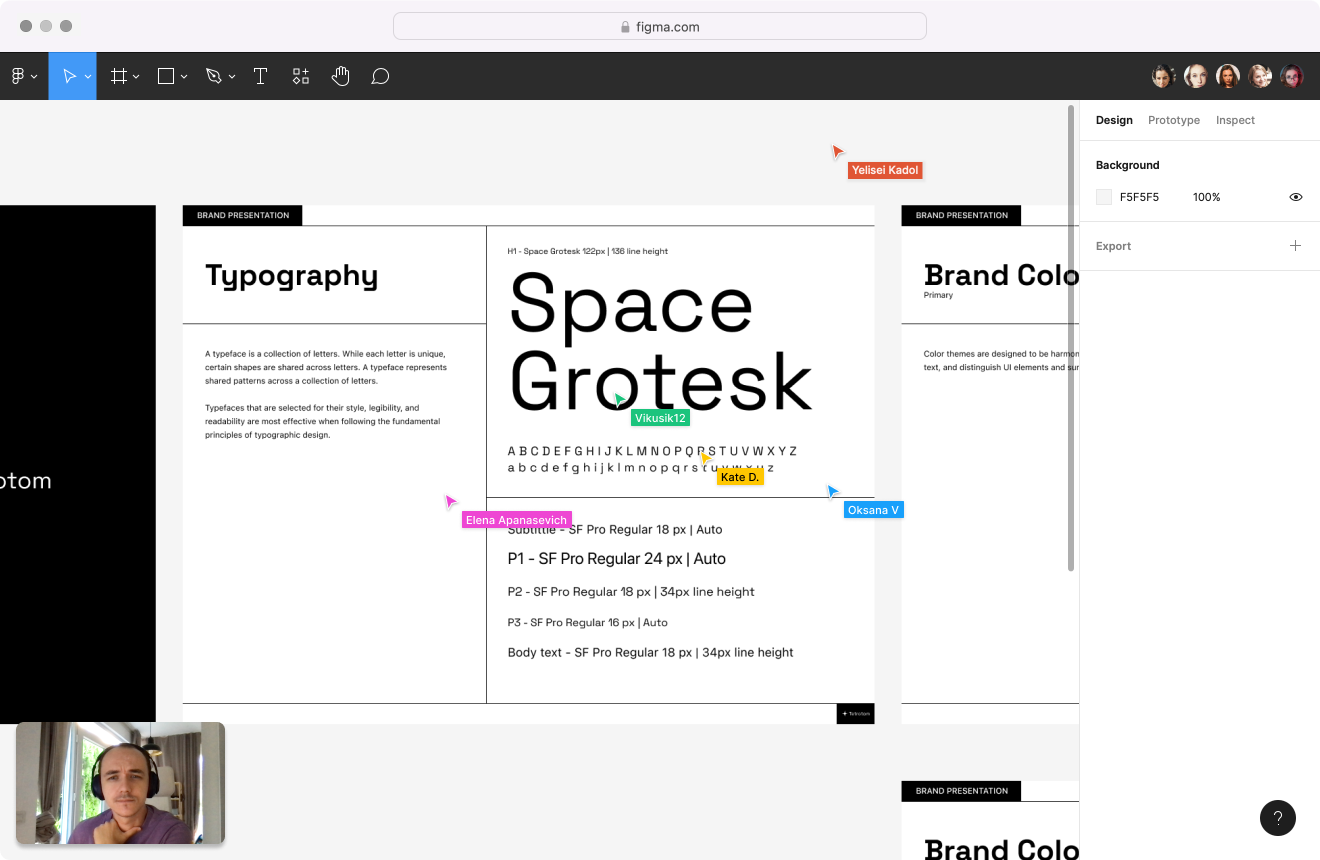 figma.com
Design Prototype Inspect
Yelisei Kadol
Background
F5F5F5 100%
Export
otom
BRAND PRESENTATION
Typography
A typeface is a collection of letters. While each letter is unique,
certain shapes are shared across letters. A typeface represents
shared patterns across a collection of letters.
Typefaces that are selected for their style, legibility, and
readability are most effective when following the fundamental
principles of typographic design.
H1 - Space Grotesk 122px | 136 line height
Space
Grotesk
Vikusik12
A B C D E F G H I J K L M N O P Q R S T U V W X Y Z
a b c d e f g h i j k l m n o p q r s t u v w x y z
Kate D.
Oksana V
Elena Apanasevich
Subtitle - SF Pro Regular 18 px | Auto
P1 - SF Pro Regular 24 px | Auto
P2 - SF Pro Regular 18 px | 34px line height
P3 - SF Pro Regular 16 px | Auto
Body text - SF Pro Regular 18 px | 34px line height
BRAND PRESENTATION
Brand Colo
Primary
Color themes are designed to be harmon
text, and distinguish UI elements and sur
BRAND PRESENTATION
Brand Colo
?